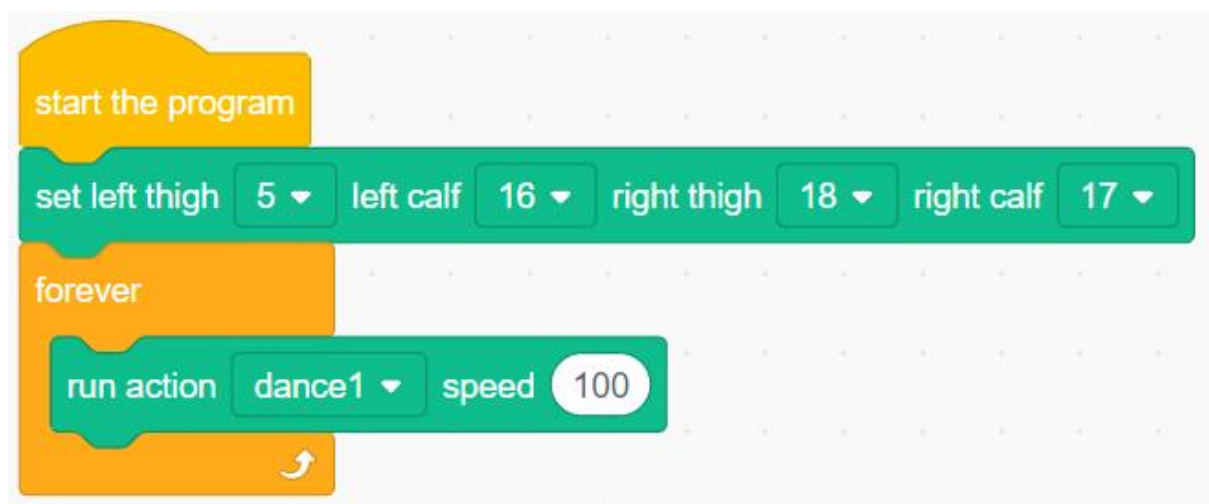 start the program
set left thigh 5 left calf 16 right thigh 18 right calf 17
forever
run action dance1 speed 100